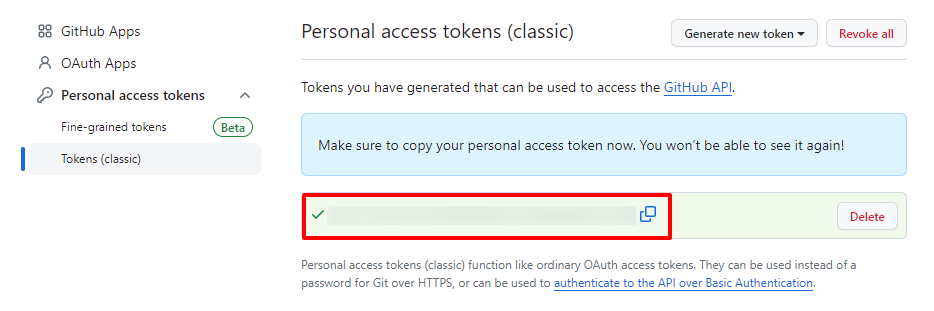 GitHub Apps
OAuth Apps
Personal access tokens
Fine-grained tokens Beta
Tokens (classic)
Personal access tokens (classic) Generate new token Revoke all
Tokens you have generated that can be used to access the GitHub API.
Make sure to copy your personal access token now. You won’t be able to see it again!
Delete
Personal access tokens (classic) function like ordinary OAuth access tokens. They can be used instead of a
password for Git over HTTPS, or can be used to authenticate to the API over Basic Authentication.